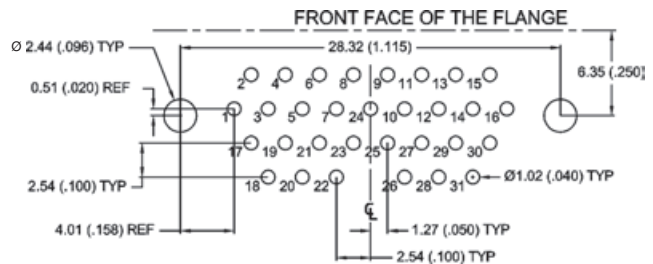 FRONT FACE OF THE FLANGE
Ø 2.44 (.096) TYP
28.32 (1.115)
6.35 (.250)
0.51 (.020) REF
2 4 6 8 9 11 13 15
1 3 5 7 24 10 12 14 16
17 19 21 23 25 27 29 30
18 20 22 26 28 31
2.54 (.100) TYP
Ø1.02 (.040) TYP
4.01 (.158) REF
1.27 (.050) TYP
2.54 (.100) TYP